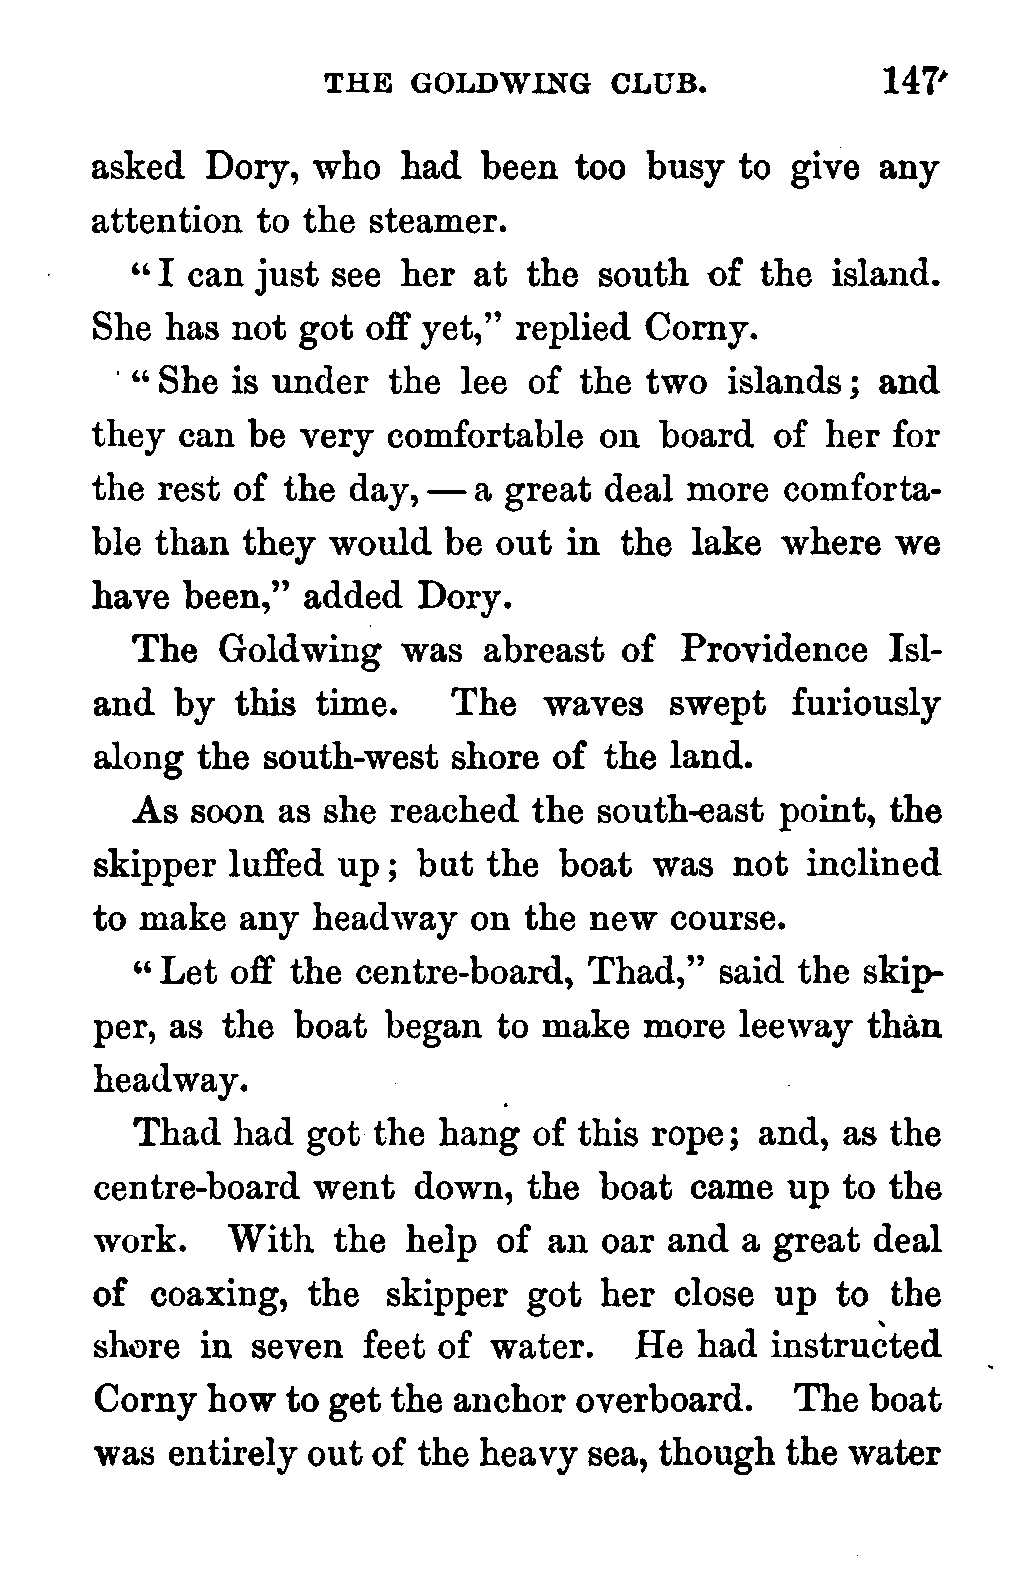 THE GOLDWING CLUB. 147
asked Dory, who had been too busy to give any
attention to the steamer.
“I can just see her at the south of the island.
She has not got off yet,” replied Corny.
“She is under the lee of the two islands; and
they can be very comfortable on board of her for
the rest of the day, — a great deal more comforta-
ble than they would be out in the lake where we
have been,” added Dory.
The Goldwing was abreast of Providence Isl-
and by this time. The waves swept furiously
along the south-west shore of the land.
As soon as she reached the south-east point, the
skipper luffed up; but the boat was not inclined
to make any headway on the new course.
“Let off the centre-board, Thad,” said the skip-
per, as the boat began to make more leeway than
headway.
Thad had got the hang of this rope; and, as the
centre-board went down, the boat came up to the
work. With the help of an oar and a great deal
of coaxing, the skipper got her close up to the
shore in seven feet of water. He had instructed
Corny how to get the anchor overboard. The boat
was entirely out of the heavy sea, though the water